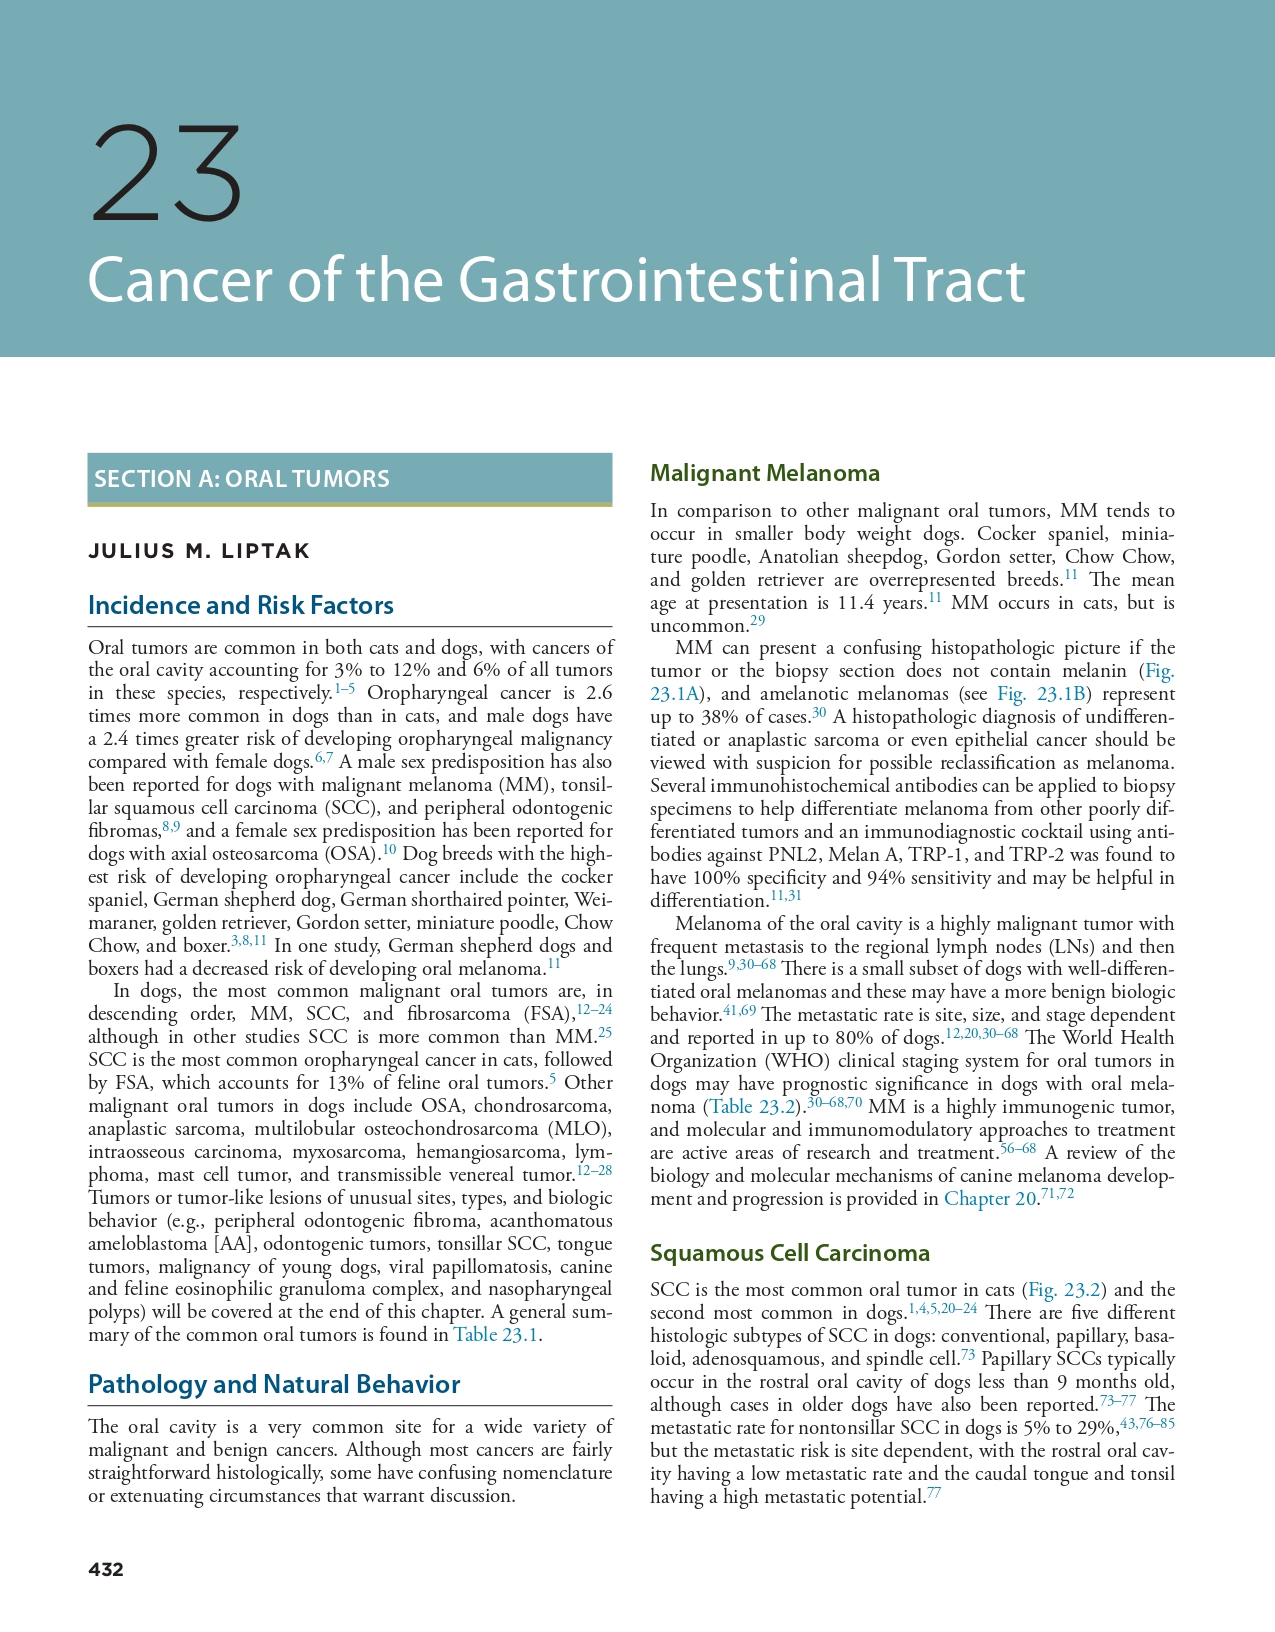 23
Cancer of the Gastrointestinal Tract
SECTION A: ORAL TUMORS
JULIUS M. LIPTAK
Incidence and Risk Factors
Oral tumors are common in both cats and dogs, with cancers of
the oral cavity accounting for 3% to 12% and 6% of all tumors
in these species, respectively.1–5 Oropharyngeal cancer is 2.6
times more common in dogs than in cats, and male dogs have
a 2.4 times greater risk of developing oropharyngeal malignancy
compared with female dogs.6,7 A male sex predisposition has also
been reported for dogs with malignant melanoma (MM), tonsil-
lar squamous cell carcinoma (SCC), and peripheral odontogenic
fibromas,8,9 and a female sex predisposition has been reported for
dogs with axial osteosarcoma (OSA).10 Dog breeds with the high-
est risk of developing oropharyngeal cancer include the cocker
spaniel, German shepherd dog, German shorthaired pointer, Wei-
maraner, golden retriever, Gordon setter, miniature poodle, Chow
Chow, and boxer.3,8,11 In one study, German shepherd dogs and
boxers had a decreased risk of developing oral melanoma.11
In dogs, the most common malignant oral tumors are, in
descending order, MM, SCC, and fibrosarcoma (FSA),12–24
although in other studies SCC is more common than MM.25
SCC is the most common oropharyngeal cancer in cats, followed
by FSA, which accounts for 13% of feline oral tumors.5 Other
malignant oral tumors in dogs include OSA, chondrosarcoma,
anaplastic sarcoma, multilobular osteochondrosarcoma (MLO),
intraosseous carcinoma, myxosarcoma, hemangiosarcoma, lym-
phoma, mast cell tumor, and transmissible venereal tumor.12–28
Tumors or tumor-like lesions of unusual sites, types, and biologic
behavior (e.g., peripheral odontogenic fibroma, acanthomatous
ameloblastoma [AA], odontogenic tumors, tonsillar SCC, tongue
tumors, malignancy of young dogs, viral papillomatosis, canine
and feline eosinophilic granuloma complex, and nasopharyngeal
polyps) will be covered at the end of this chapter. A general sum-
mary of the common oral tumors is found in Table 23.1.
Pathology and Natural Behavior
The oral cavity is a very common site for a wide variety of
malignant and benign cancers. Although most cancers are fairly
straightforward histologically, some have confusing nomenclature
or extenuating circumstances that warrant discussion.
Malignant Melanoma
In comparison to other malignant oral tumors, MM tends to
occur in smaller body weight dogs. Cocker spaniel, minia-
ture poodle, Anatolian sheepdog, Gordon setter, Chow Chow,
and golden retriever are overrepresented breeds.11 The mean
age at presentation is 11.4 years.11 MM occurs in cats, but is
uncommon.29
MM can present a confusing histopathologic picture if the
tumor or the biopsy section does not contain melanin (Fig.
23.1A), and amelanotic melanomas (see Fig. 23.1B) represent
up to 38% of cases.30 A histopathologic diagnosis of undifferen-
tiated or anaplastic sarcoma or even epithelial cancer should be
viewed with suspicion for possible reclassification as melanoma.
Several immunohistochemical antibodies can be applied to biopsy
specimens to help differentiate melanoma from other poorly dif-
ferentiated tumors and an immunodiagnostic cocktail using anti-
bodies against PNL2, Melan A, TRP-1, and TRP-2 was found to
have 100% specificity and 94% sensitivity and may be helpful in
differentiation.11,31
Melanoma of the oral cavity is a highly malignant tumor with
frequent metastasis to the regional lymph nodes (LNs) and then
the lungs.9,30–68 There is a small subset of dogs with well-differen-
tiated oral melanomas and these may have a more benign biologic
behavior.41,69 The metastatic rate is site, size, and stage dependent
and reported in up to 80% of dogs.12,20,30–68 The World Health
Organization (WHO) clinical staging system for oral tumors in
dogs may have prognostic significance in dogs with oral mela-
noma (Table 23.2).30–68,70 MM is a highly immunogenic tumor,
and molecular and immunomodulatory approaches to treatment
are active areas of research and treatment.56–68 A review of the
biology and molecular mechanisms of canine melanoma develop-
ment and progression is provided in Chapter 20.71,72
Squamous Cell Carcinoma
SCC is the most common oral tumor in cats (Fig. 23.2) and the
second most common in dogs.1,4,5,20–24 There are five different
histologic subtypes of SCC in dogs: conventional, papillary, basa-
loid, adenosquamous, and spindle cell.73 Papillary SCCs typically
occur in the rostral oral cavity of dogs less than 9 months old,
although cases in older dogs have also been reported.73–77 The
metastatic rate for nontonsillar SCC in dogs is 5% to 29%,43,76–85
but the metastatic risk is site dependent, with the rostral oral cav-
ity having a low metastatic rate and the caudal tongue and tonsil
having a high metastatic potential.77
432